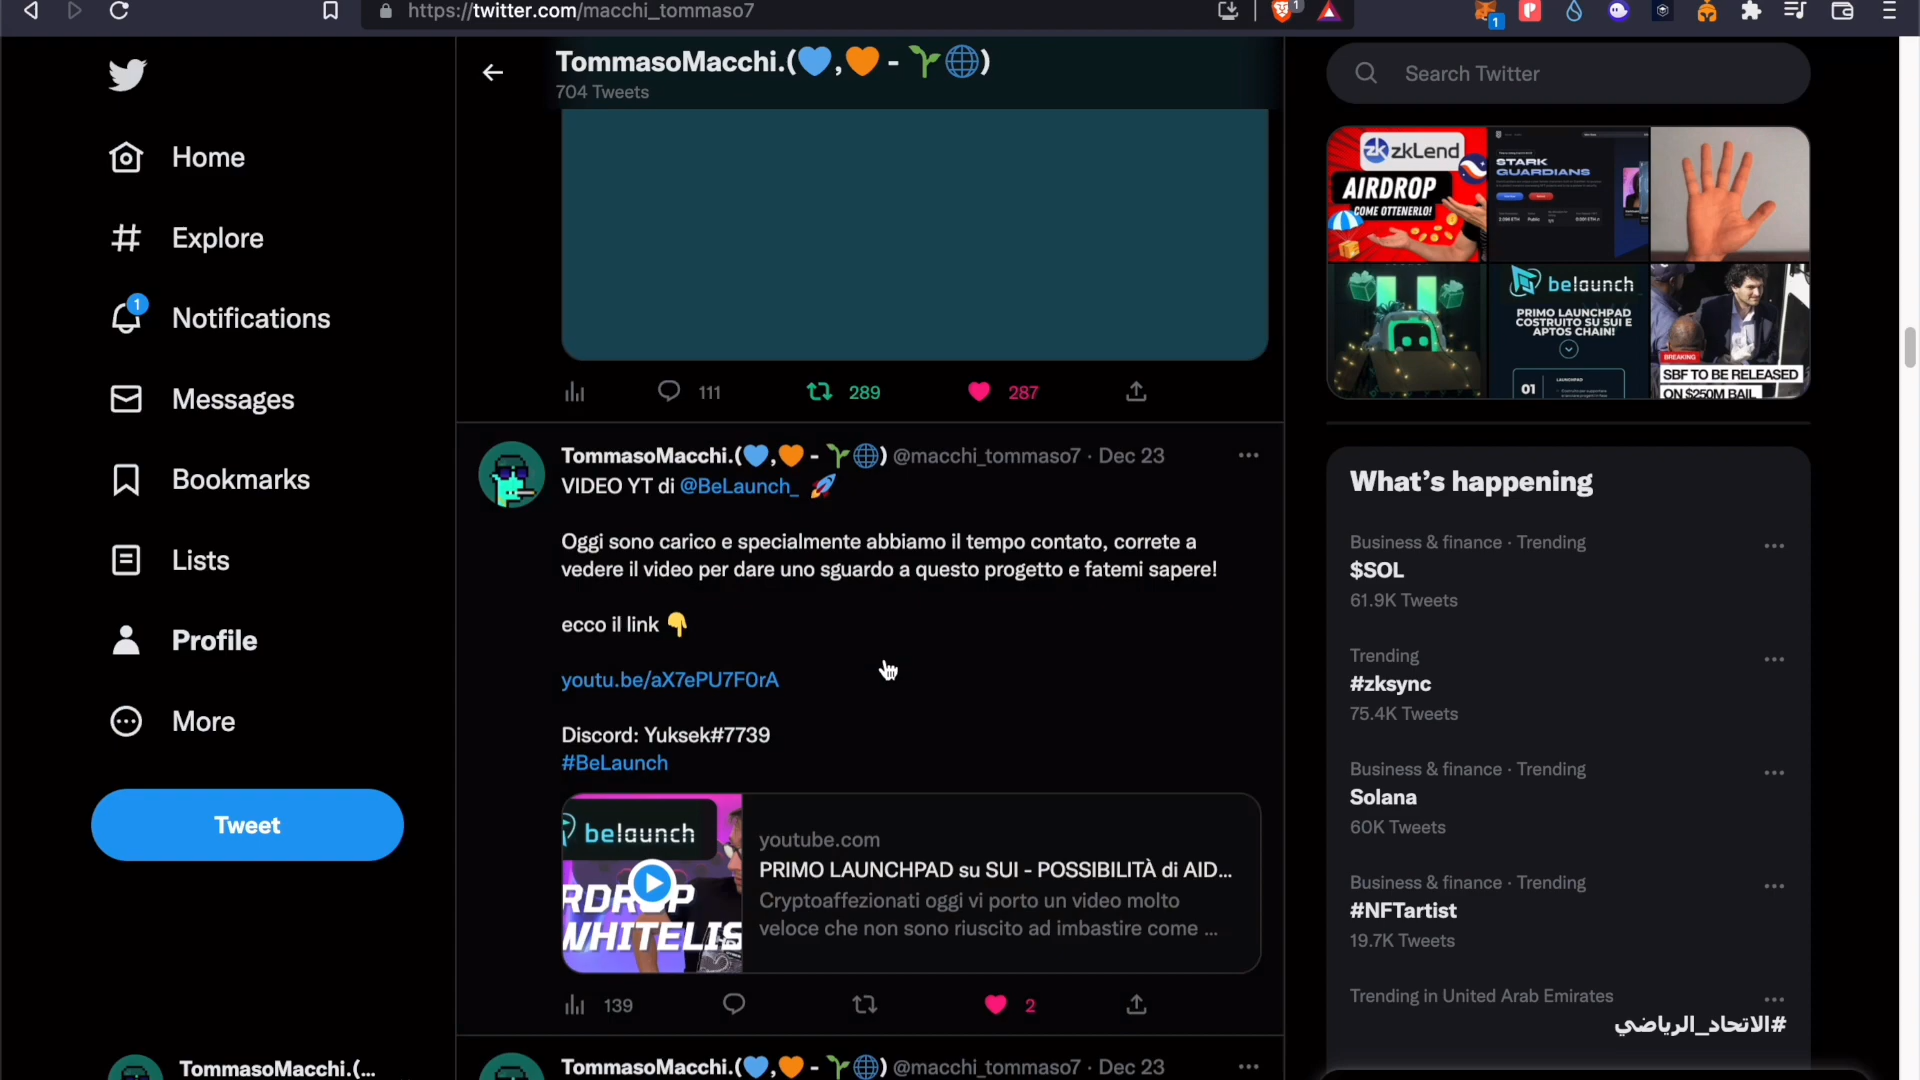 https://twitter.com/macchi_tommaso7
1
1
TommasoMacchi.(💙,🧡 - 🌱🌐)
704 Tweets
Home
Explore
1
Notifications
Messages
Bookmarks
Lists
Profile
More
Tweet
TommasoMacchi.(...
111
289
287
TommasoMacchi.(💙,🧡 - 🌱🌐) @macchi_tommaso7 · Dec 23
VIDEO YT di @BeLaunch_ 🚀
Oggi sono carico e specialmente abbiamo il tempo contato, correte a
vedere il video per dare uno sguardo a questo progetto e fatemi sapere!
ecco il link 👇
youtu.be/aX7ePU7F0rA
Discord: Yuksek#7739
#BeLaunch
belaunch
RDROP
WHITELIS
youtube.com
PRIMO LAUNCHPAD su SUI - POSSIBILITÀ di AID...
Cryptoaffezionati oggi vi porto un video molto
veloce che non sono riuscito ad imbastire come ...
139
2
TommasoMacchi.(💙,🧡 - 🌱🌐) @macchi_tommaso7 · Dec 23
Search Twitter
zk zkLend
AIRDROP
COME OTTENERLO!
STARK
GUARDIANS
belaunch
PRIMO LAUNCHPAD
COSTRUITO SU SUI E
APTOS CHAIN!
01
LAUNCHPAD
BREAKING
SBF TO BE RELEASED
ON $250M BAIL
What's happening
Business & finance · Trending
$SOL
61.9K Tweets
Trending
#zksync
75.4K Tweets
Business & finance · Trending
Solana
60K Tweets
Business & finance · Trending
#NFTartist
19.7K Tweets
Trending in United Arab Emirates
#الاتحاد_الرياضي